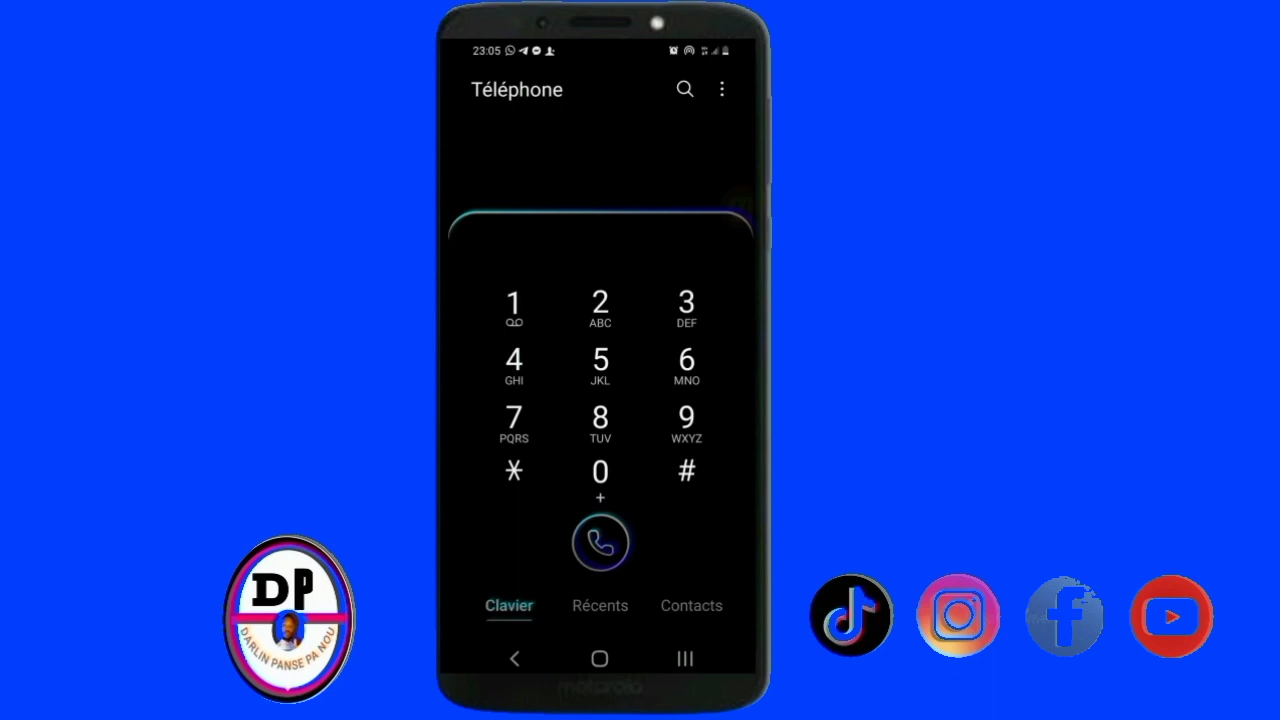 23:05
Téléphone
1 2 3
ABC DEF
4 5 6
GHI JKL MNO
7 8 9
PQRS TUV WXYZ
* 0 #
+
Clavier Récents Contacts
motorola
DP
DARLIN PANSE PA NOU